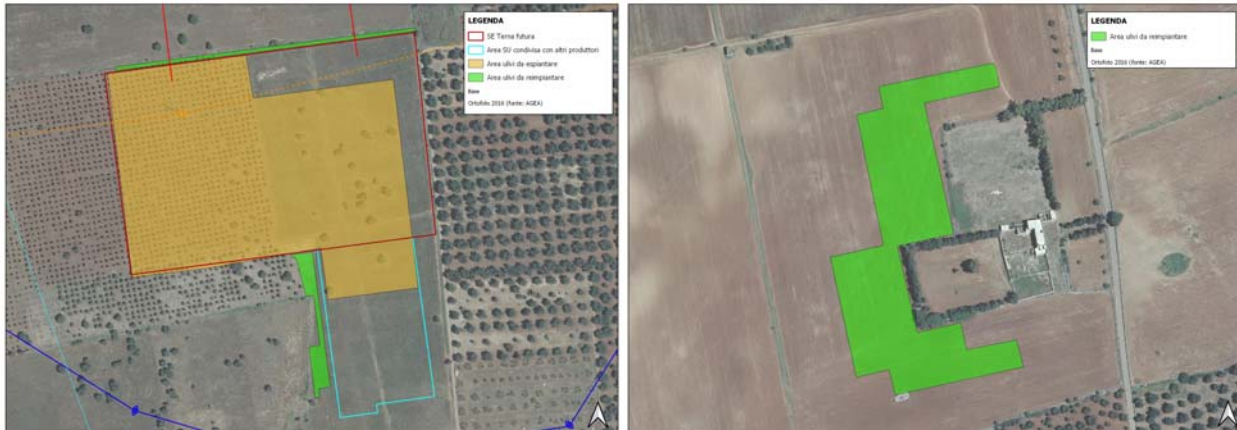 LEGENDA
SE Terna futura
Area SU condivisa con altri produttori
Area ulivi da espiantare
Area ulivi da reimpiantare
Base
Ortofoto 2016 (fonte: AGEA)
LEGENDA
Area ulivi da reimpiantare
Base
Ortofoto 2016 (fonte: AGEA)